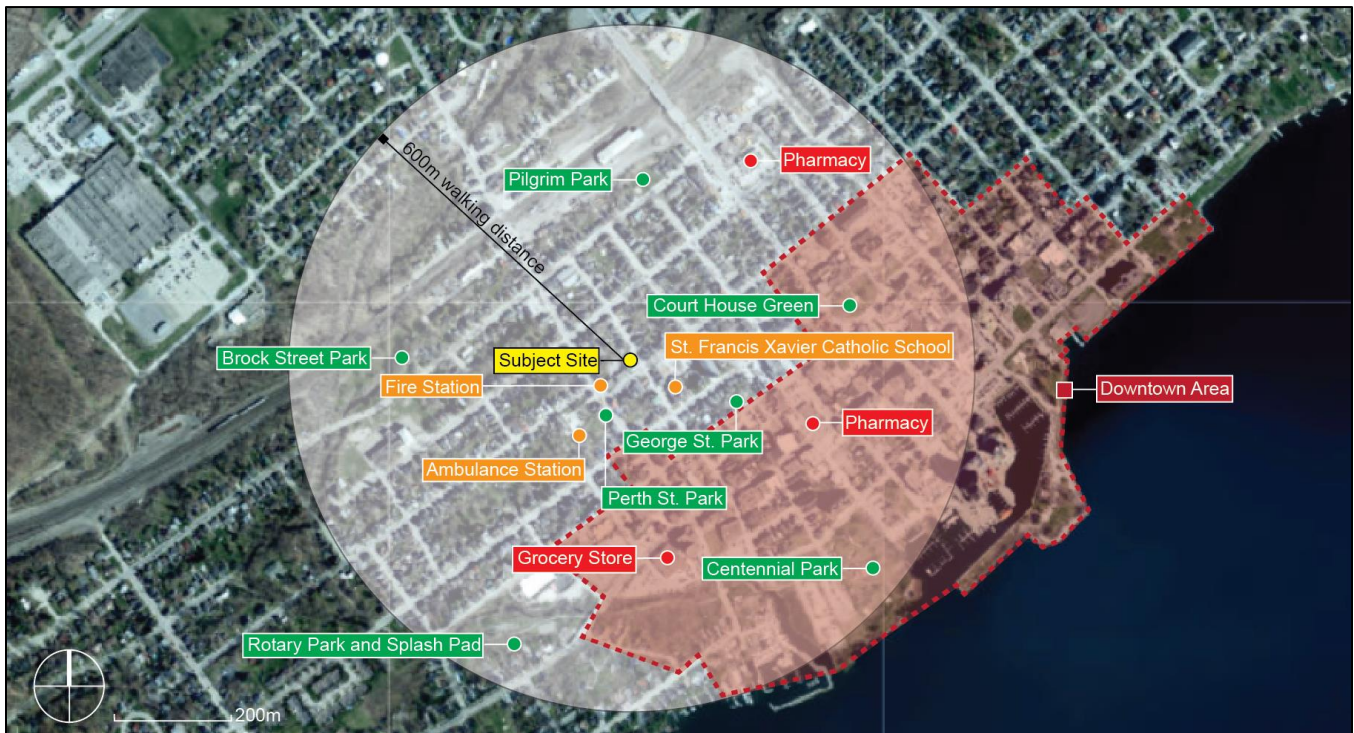 600m walking distance
Pharmacy
Pilgrim Park
Court House Green
St. Francis Xavier Catholic School
Brock Street Park
Subject Site
Fire Station
Downtown Area
Pharmacy
George St. Park
Ambulance Station
Perth St. Park
Grocery Store
Centennial Park
Rotary Park and Splash Pad
200m